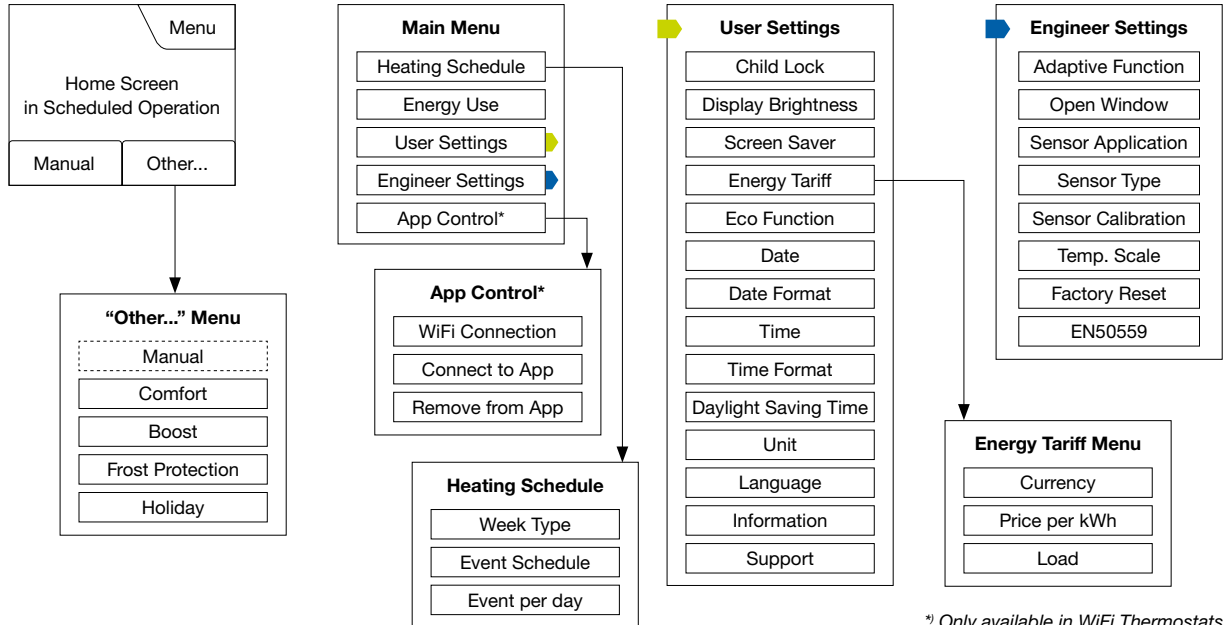 Menu
Home Screen
in Scheduled Operation
Manual
Other...
“Other...” Menu
Manual
Comfort
Boost
Frost Protection
Holiday
Main Menu
Heating Schedule
Energy Use
User Settings
Engineer Settings
App Control*
App Control*
WiFi Connection
Connect to App
Remove from App
Heating Schedule
Week Type
Event Schedule
Event per day
User Settings
Child Lock
Display Brightness
Screen Saver
Energy Tariff
Eco Function
Date
Date Format
Time
Time Format
Daylight Saving Time
Unit
Language
Information
Support
Engineer Settings
Adaptive Function
Open Window
Sensor Application
Sensor Type
Sensor Calibration
Temp. Scale
Factory Reset
EN50559
Energy Tariff Menu
Currency
Price per kWh
Load
*) Only available in WiFi Thermostats